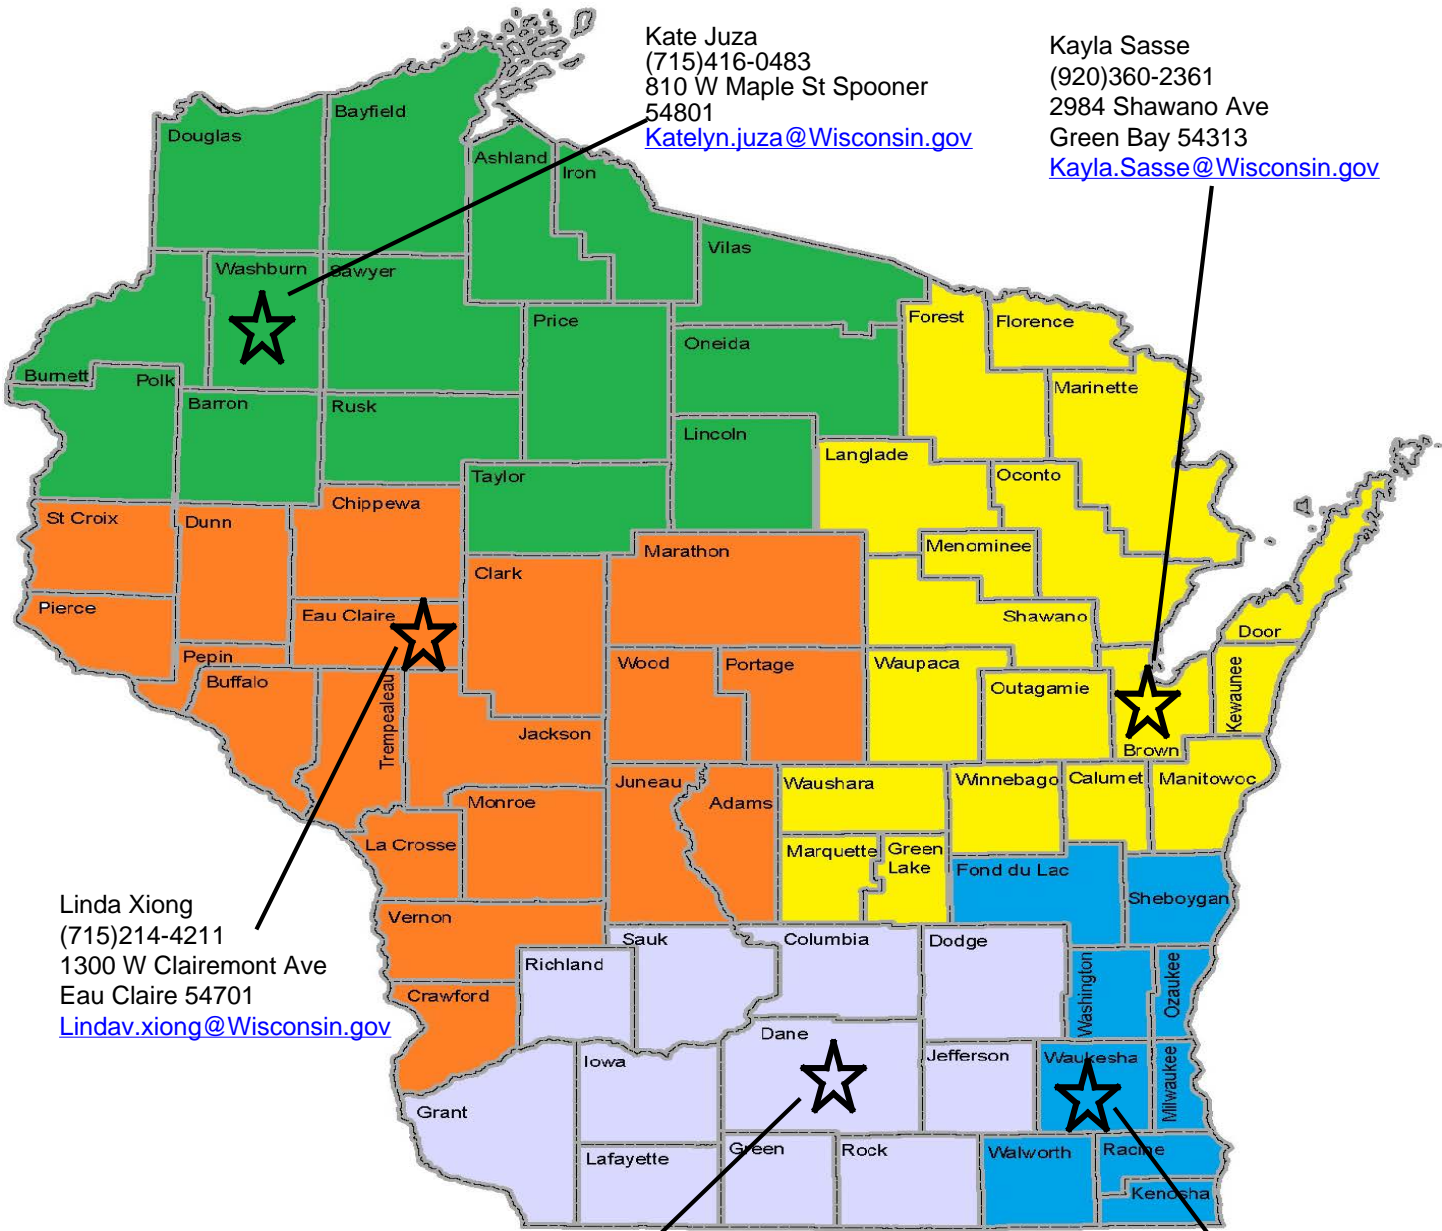 Kate Juza
(715)416-0483
810 W Maple St Spooner
54801
Katelyn.juza@Wisconsin.gov
Kayla Sasse
(920)360-2361
2984 Shawano Ave
Green Bay 54313
Kayla.Sasse@Wisconsin.gov
Douglas
Bayfield
Ashland
Iron
Vilas
Washburn
Sawyer
Price
Oneida
Forest
Florence
Burnett
Polk
Barron
Rusk
Marinette
Lincoln
Langlade
Taylor
Oconto
Chippewa
St Croix
Dunn
Marathon
Menominee
Clark
Pierce
Eau Claire
Shawano
Door
Pepin
Buffalo
Trempealeau
Wood
Portage
Waupaca
Outagamie
Kewaunee
Jackson
Brown
Juneau
Adams
Waushara
Winnebago
Calumet
Manitowoc
Monroe
La Crosse
Marquette
Green
Lake
Fond du Lac
Sheboygan
Linda Xiong
(715)214-4211
1300 W Clairemont Ave
Eau Claire 54701
Lindav.xiong@Wisconsin.gov
Vernon
Sauk
Columbia
Dodge
Richland
Washington
Ozaukee
Crawford
Dane
Iowa
Jefferson
Waukesha
Milwaukee
Grant
Lafayette
Green
Rock
Walworth
Racine
Kenosha